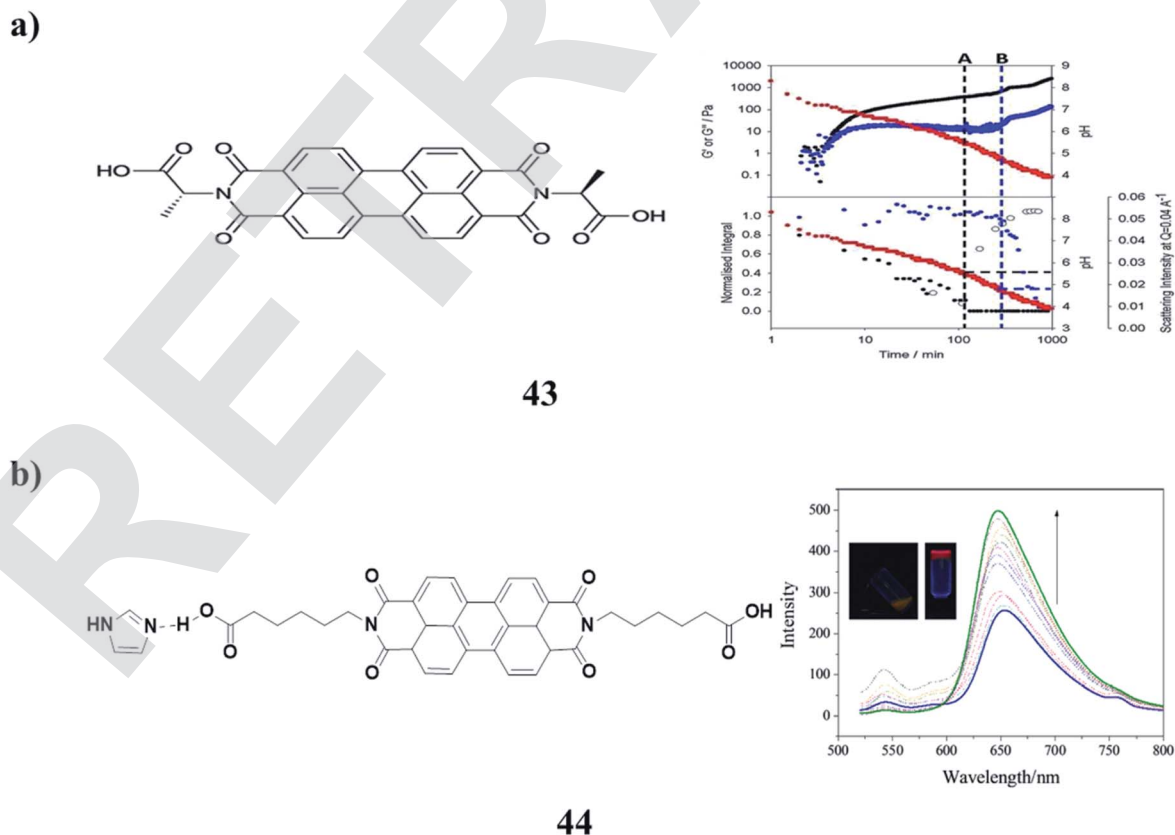 RETRA
a)
HO
O
O
O
N
O
O
O
N
O
O
OH
43
A
B
10000
1000
100
10
1
0.1
G' or G'' / Pa
9
8
7
6
5
4
pH
1.0
0.8
0.6
0.4
0.2
0.0
Normalised Integral
8
7
6
5
4
3
pH
0.06
0.05
0.04
0.03
0.02
0.01
0.00
Scattering Intensity at Q=0.04 A⁻¹
1
10
100
1000
Time / min
b)
HN
N
H
O
O
O
N
O
O
N
O
O
OH
44
500
400
300
200
100
0
Intensity
500
550
600
650
700
750
800
Wavelength/nm